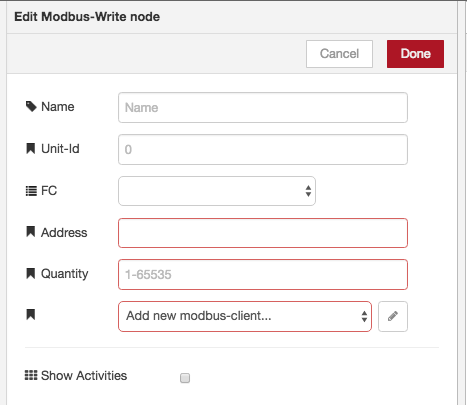 Edit Modbus-Write node
Cancel Done
Name Name
Unit-Id 0
FC
Address
Quantity 1-65535
Add new modbus-client...
Show Activities